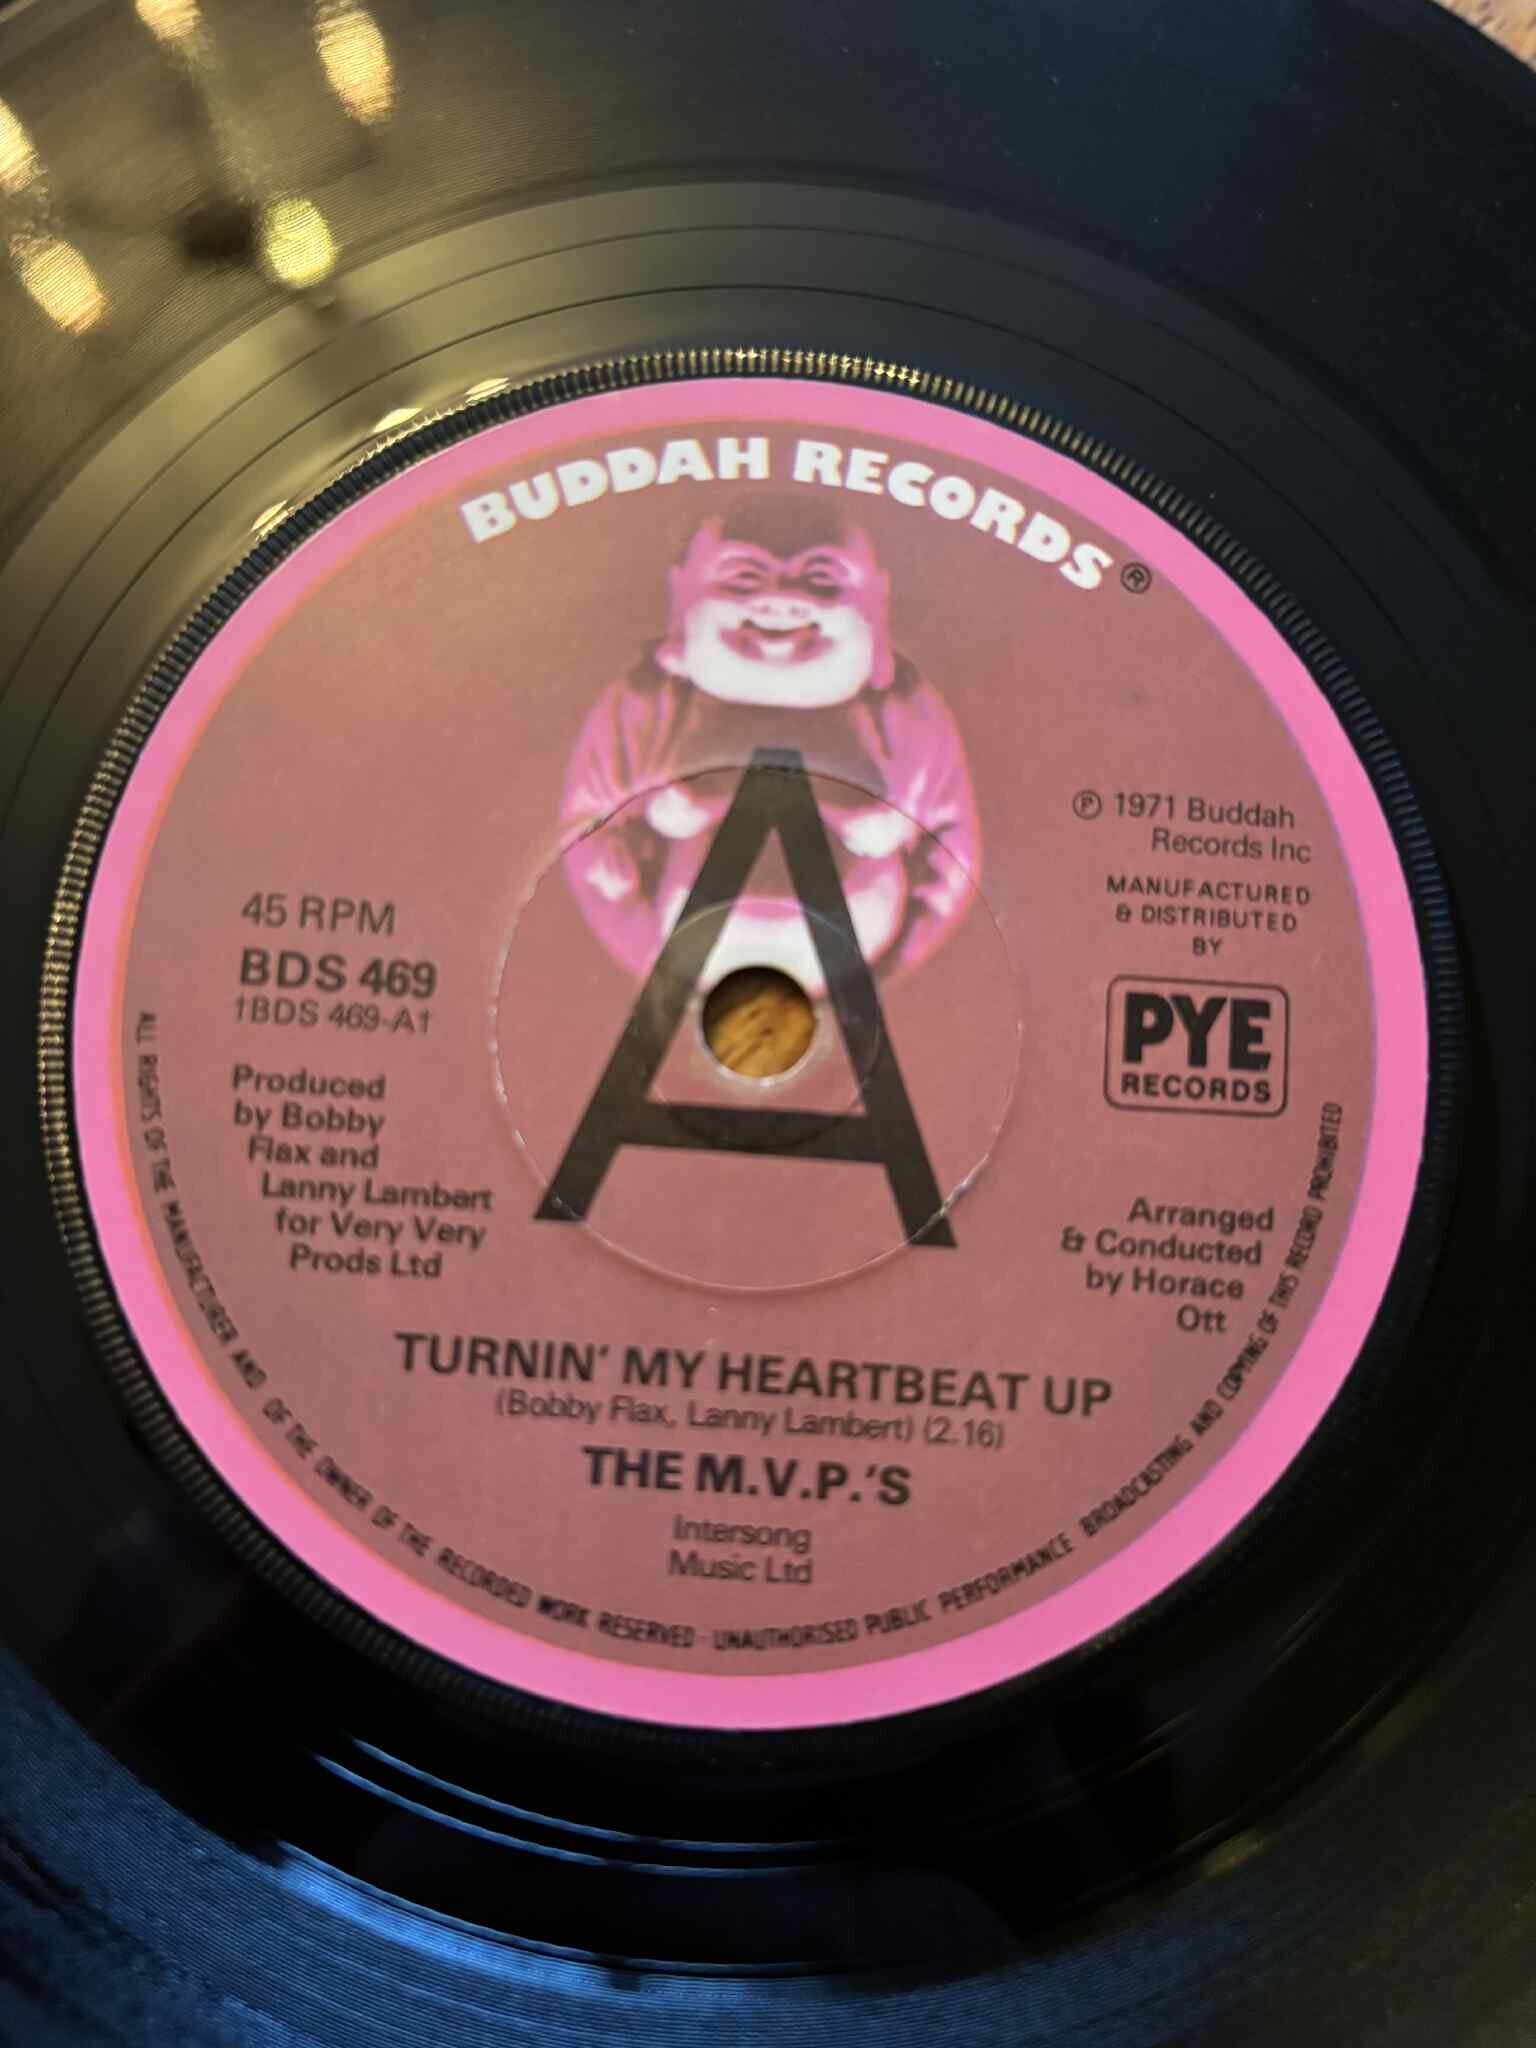 BUDDAH RECORDS ®
A
℗ 1971 Buddah
Records Inc
MANUFACTURED
& DISTRIBUTED
BY
PYE
RECORDS
45 RPM
BDS 469
1BDS 469-A1
Produced
by Bobby
Flax and
Lanny Lambert
for Very Very
Prods Ltd
Arranged
& Conducted
by Horace
Ott
TURNIN' MY HEARTBEAT UP
(Bobby Flax, Lanny Lambert) (2.16)
THE M.V.P.'S
Intersong
Music Ltd
ALL RIGHTS OF THE MANUFACTURER AND OF THE OWNER OF THE RECORDED WORK RESERVED · UNAUTHORISED PUBLIC PERFORMANCE BROADCASTING AND COPYING OF THIS RECORD PROHIBITED